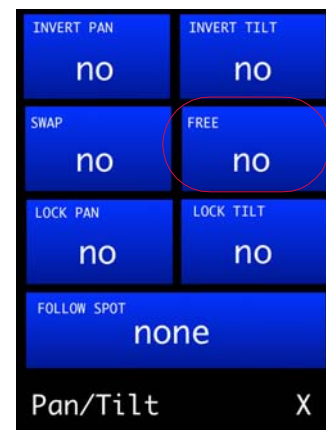 INVERT PAN INVERT TILT
no no
SWAP FREE
no no
LOCK PAN LOCK TILT
no no
FOLLOW SPOT
none
Pan/Tilt X